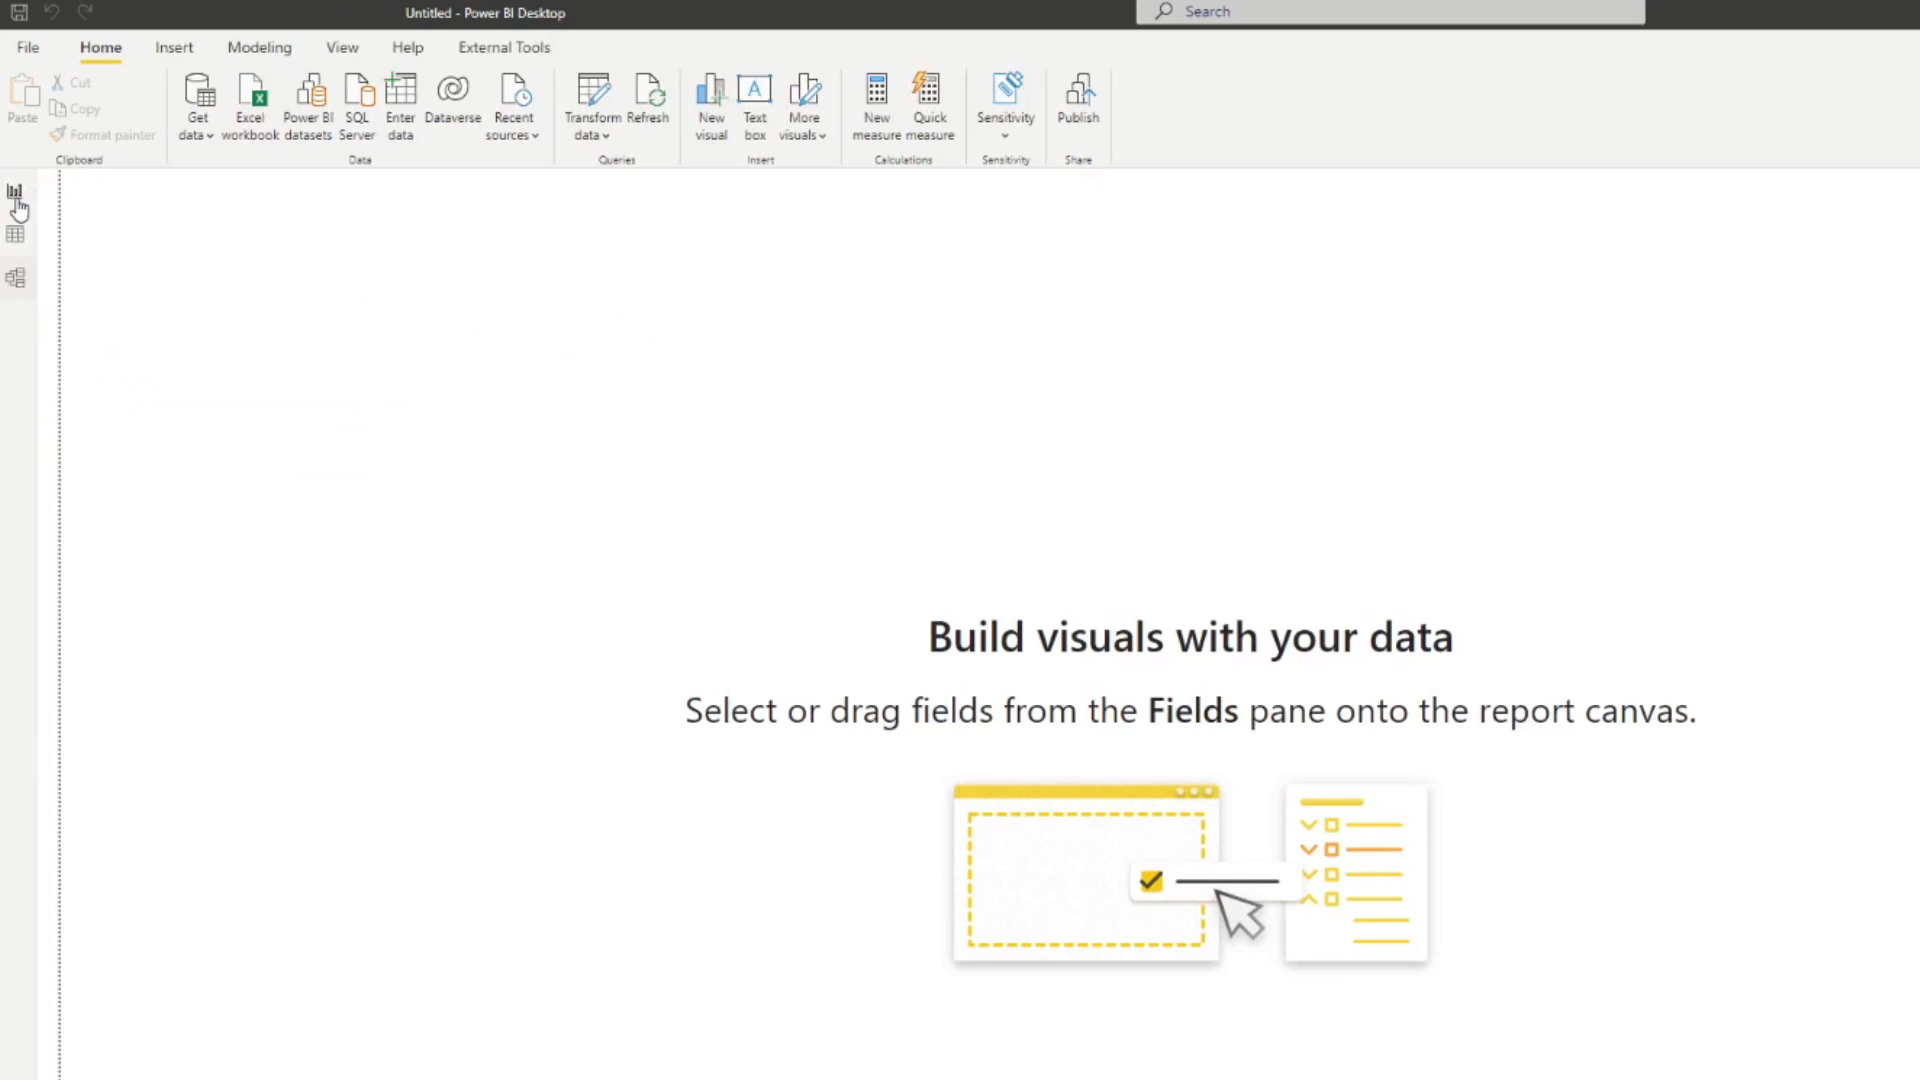 Untitled - Power BI Desktop
Search
File Home Insert Modeling View Help External Tools
Paste
Cut
Copy
Format painter
Clipboard
Get data
Excel workbook
Power BI datasets
SQL Server
Enter data
Dataverse
Recent sources
Data
Transform data
Refresh
Queries
New visual
Text box
More visuals
Insert
New measure
Quick measure
Calculations
Sensitivity
Sensitivity
Publish
Share
Build visuals with your data
Select or drag fields from the Fields pane onto the report canvas.